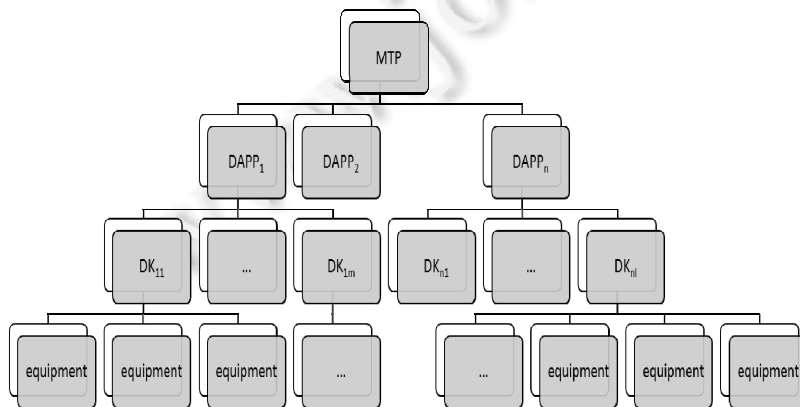 MTP
DAPP₁ DAPP₂ DAPPₙ
DK₁₁ ... DK₁ₘ DKₙ₁ ... DKₙₗ
equipment equipment equipment ... ... equipment equipment equipment